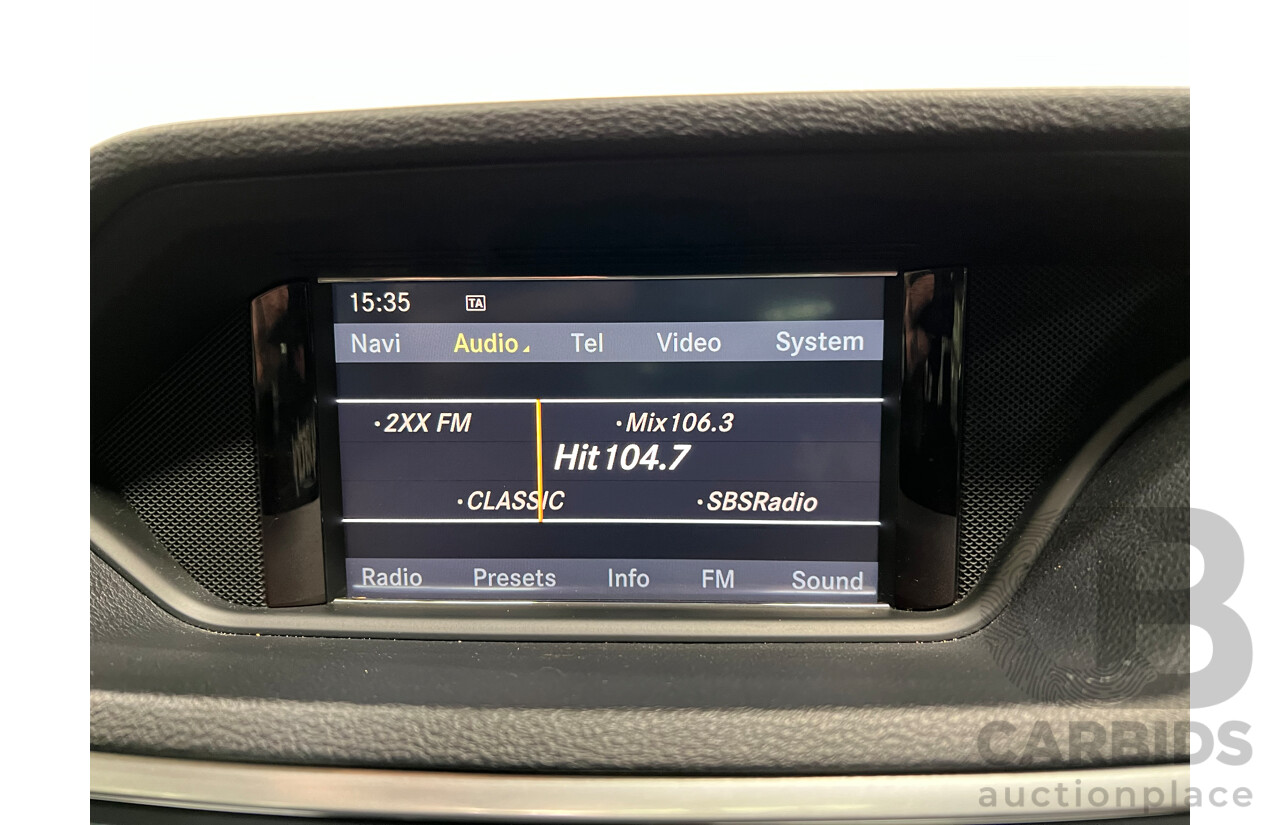 15:35 TA
Navi Audio Tel Video System
•2XX FM •Mix106.3
Hit104.7
•CLASSIC •SBSRadio
Radio Presets Info FM Sound
B
CARBIDS
auctionplace